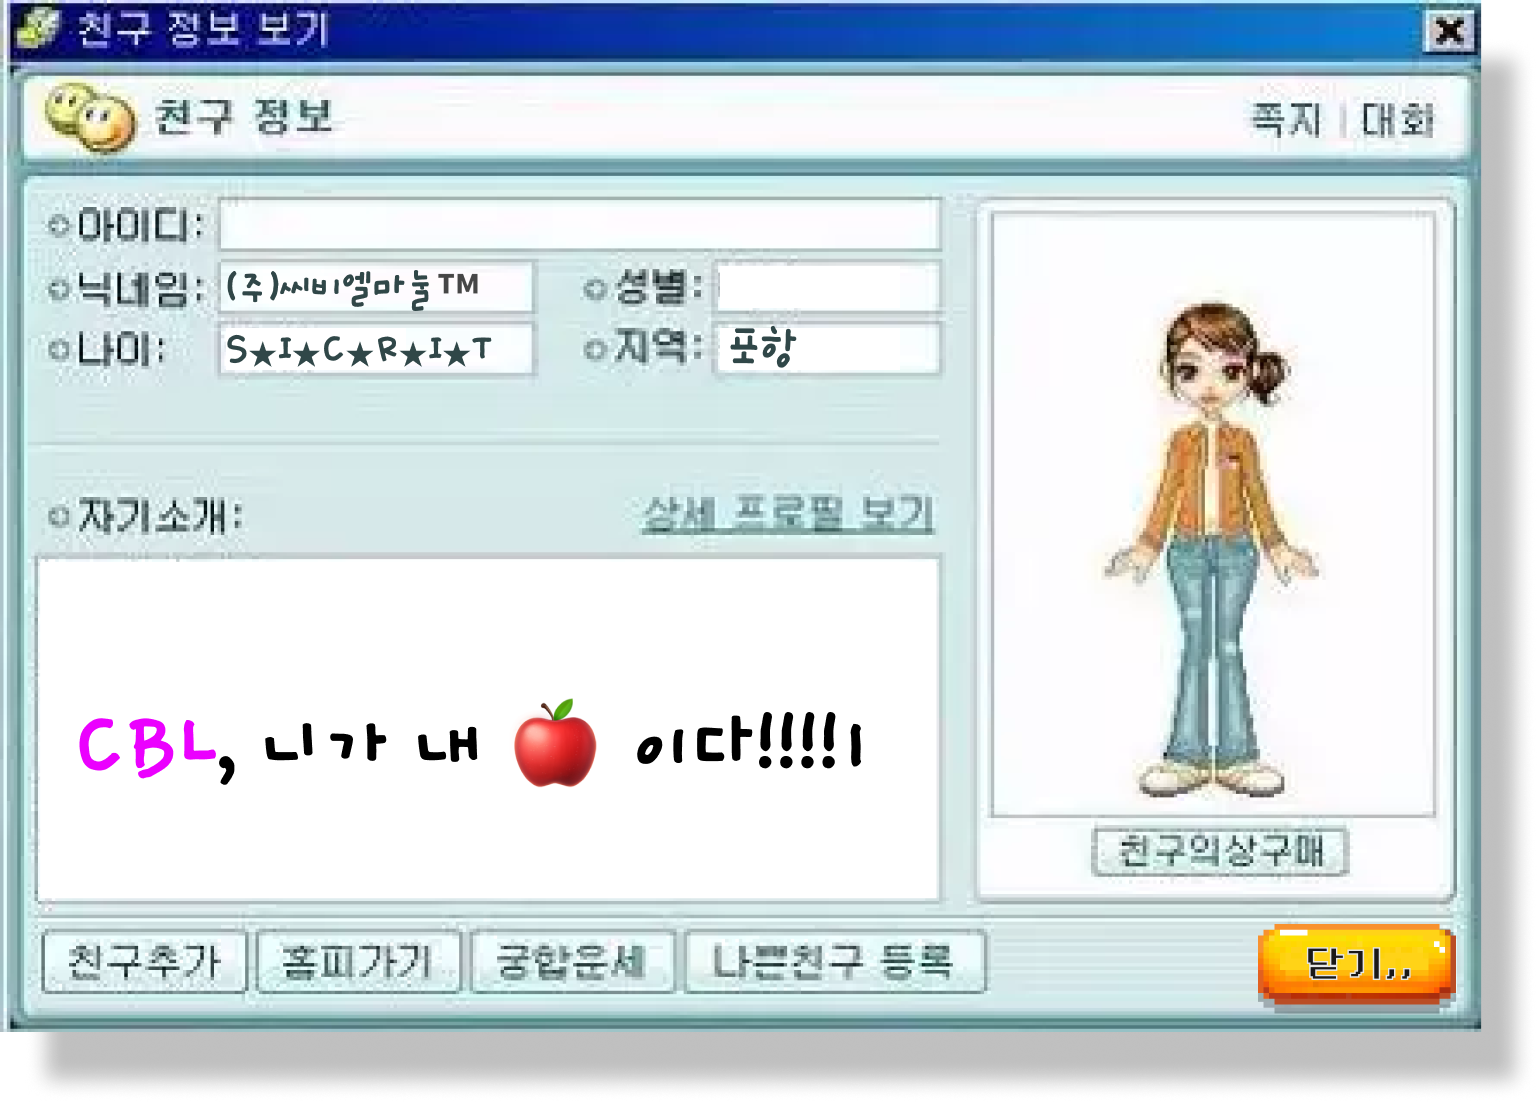 친구 정보 보기
친구 정보
쪽지 | 대화
아이디:
닉네임: (주)씨비엘마눌™
성별:
나이: S★I★C★R★I★T
지역: 포항
자기소개:
상세 프로필 보기
CBL, 니가 내 🍎 이다!!!!1
친구의상구매
친구추가
홈피가기
궁합운세
나쁜친구 등록
닫기,,